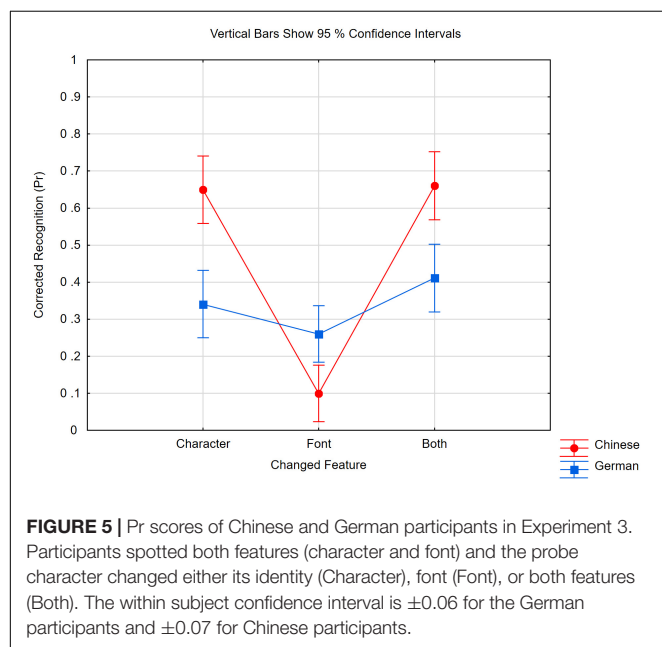 Vertical Bars Show 95 % Confidence Intervals
1
0 .9
0 .8
0 .7
0 .6
0 .5
0 .4
0 .3
0 .2
0 .1
0
Corrected Recognition (Pr)
Character
Font
Both
Changed Feature
Chinese
German
FIGURE 5 | Pr scores of Chinese and German participants in Experiment 3.
Participants spotted both features (character and font) and the probe
character changed either its identity (Character), font (Font), or both features
(Both). The within subject confidence interval is ±0.06 for the German
participants and ±0.07 for Chinese participants.